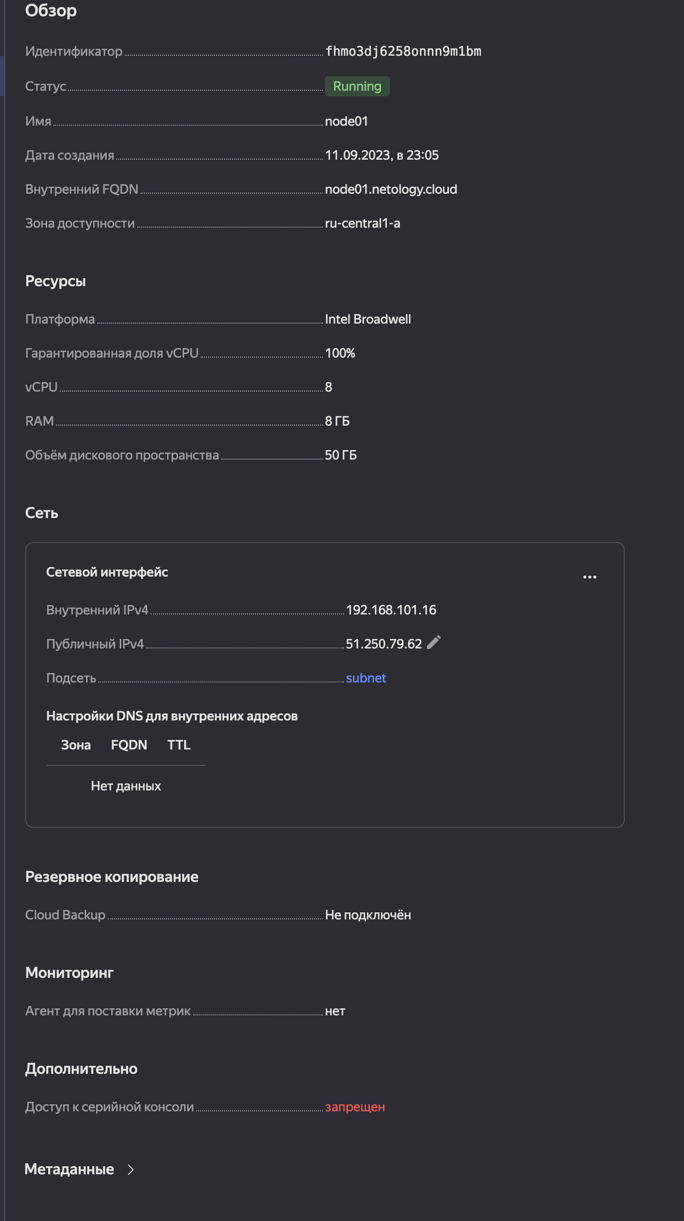 Обзор
Идентификатор fhmo3dj6258onnn9m1bm
Статус Running
Имя node01
Дата создания 11.09.2023, в 23:05
Внутренний FQDN node01.netology.cloud
Зона доступности ru-central1-a
Ресурсы
Платформа Intel Broadwell
Гарантированная доля vCPU 100%
vCPU 8
RAM 8 ГБ
Объём дискового пространства 50 ГБ
Сеть
Сетевой интерфейс
Внутренний IPv4 192.168.101.16
Публичный IPv4 51.250.79.62
Подсеть subnet
Настройки DNS для внутренних адресов
Зона FQDN TTL
Нет данных
Резервное копирование
Cloud Backup Не подключён
Мониторинг
Агент для поставки метрик нет
Дополнительно
Доступ к серийной консоли запрещен
Метаданные